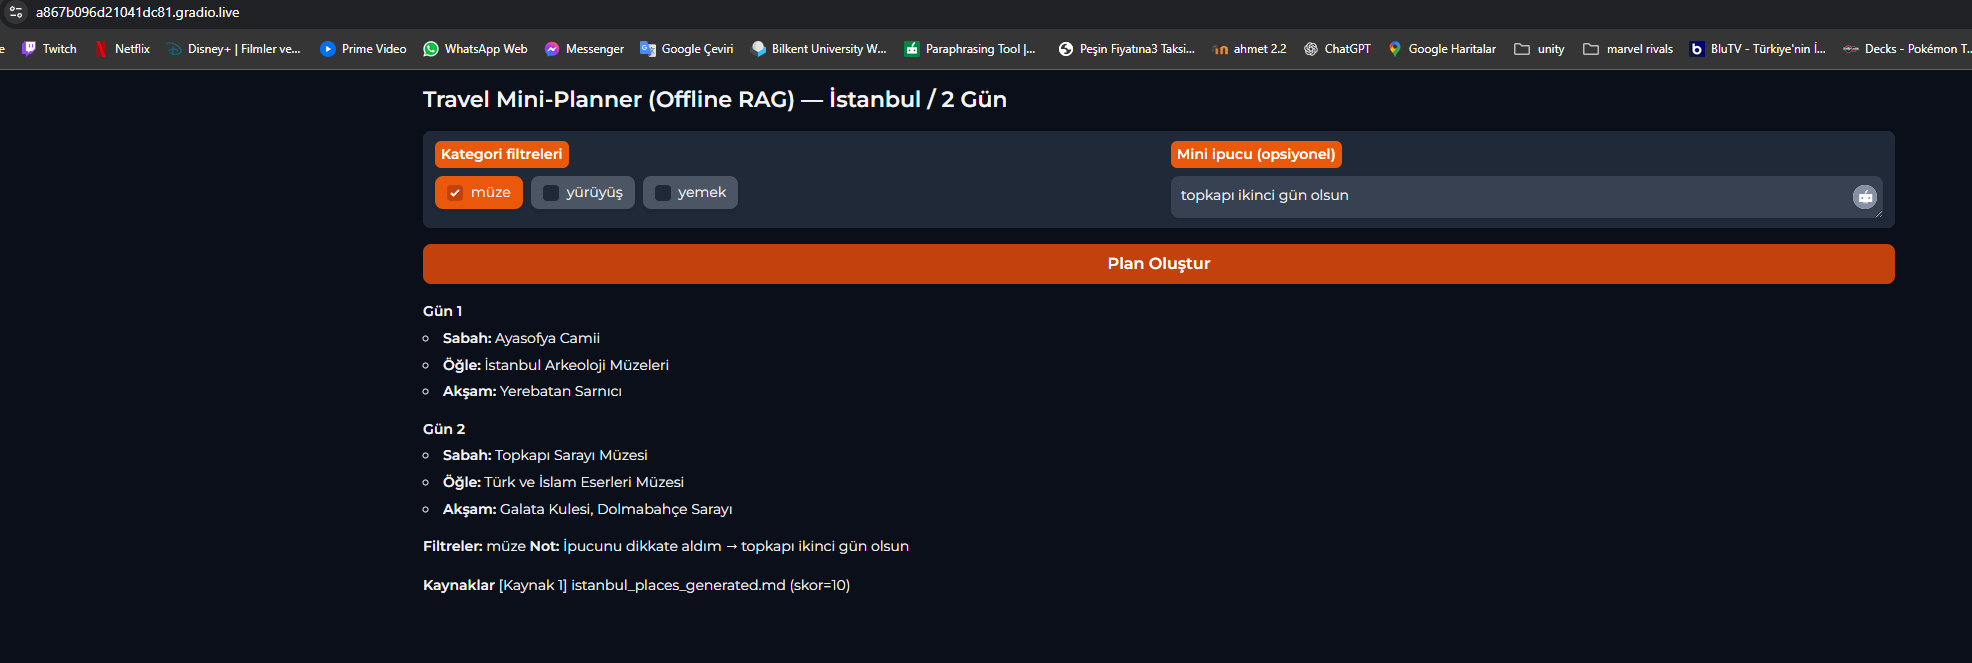 a867b096d21041dc81.gradio.live
e Twitch Netflix Disney+ | Filmler ve... Prime Video WhatsApp Web Messenger Google Çeviri Bilkent University W... Paraphrasing Tool |... Peşin Fiyatına3 Taksi... ahmet 2.2 ChatGPT Google Haritalar unity marvel rivals BluTV - Türkiye'nin İ... Decks - Pokémon T...
Travel Mini-Planner (Offline RAG) — İstanbul / 2 Gün
Kategori filtreleri
müze yürüyüş yemek
Mini ipucu (opsiyonel)
topkapı ikinci gün olsun
Plan Oluştur
Gün 1
Sabah: Ayasofya Camii
Öğle: İstanbul Arkeoloji Müzeleri
Akşam: Yerebatan Sarnıcı
Gün 2
Sabah: Topkapı Sarayı Müzesi
Öğle: Türk ve İslam Eserleri Müzesi
Akşam: Galata Kulesi, Dolmabahçe Sarayı
Filtreler: müze Not: İpucunu dikkate aldım → topkapı ikinci gün olsun
Kaynaklar [Kaynak 1] istanbul_places_generated.md (skor=10)